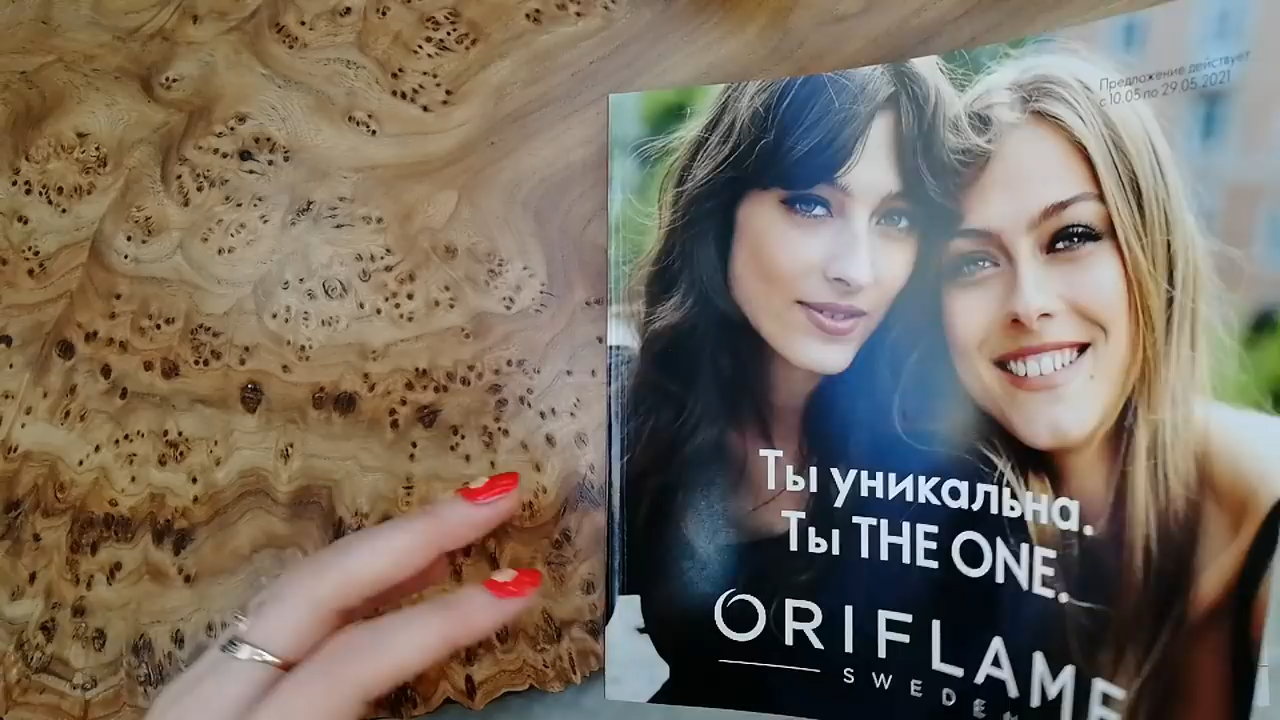 Предложение действует
с 10.05 по 29.05.2021
Ты уникальна.
Ты THE ONE.
ORIFLAME
SWEDEN